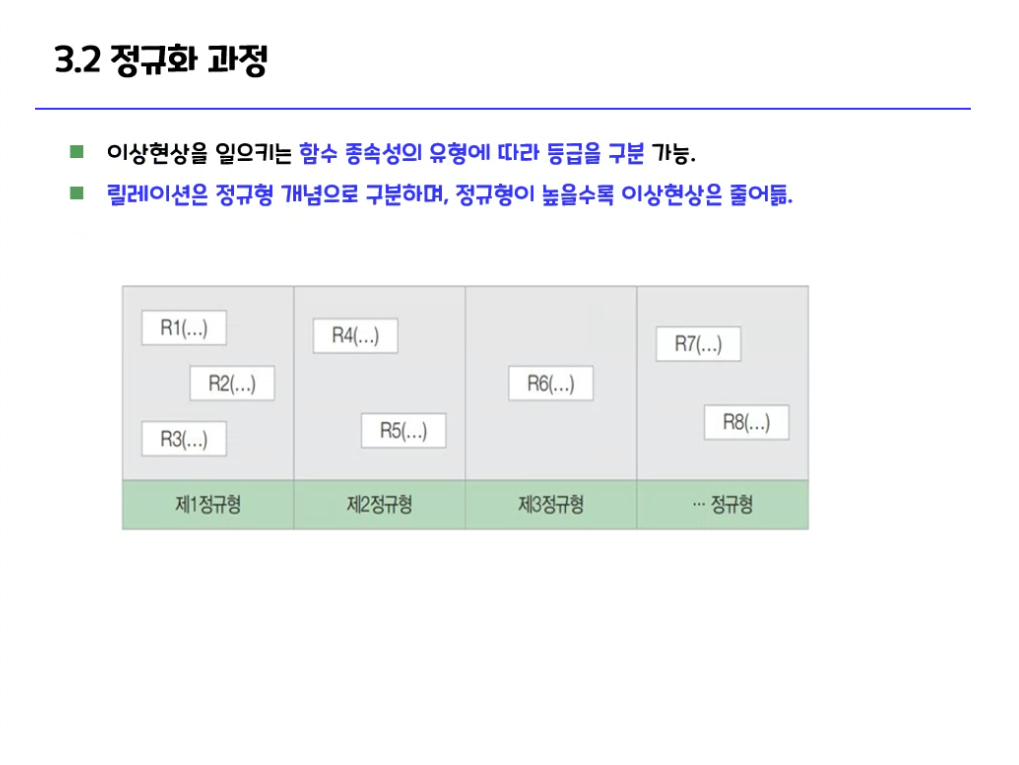 3.2 정규화 과정
이상현상을 일으키는 함수 종속성의 유형에 따라 등급을 구분 가능.
릴레이션은 정규형 개념으로 구분하며, 정규형이 높을수록 이상현상은 줄어듦.
R1(…)
R2(…)
R3(…)
R4(…)
R5(…)
R6(…)
R7(…)
R8(…)
제1정규형
제2정규형
제3정규형
… 정규형